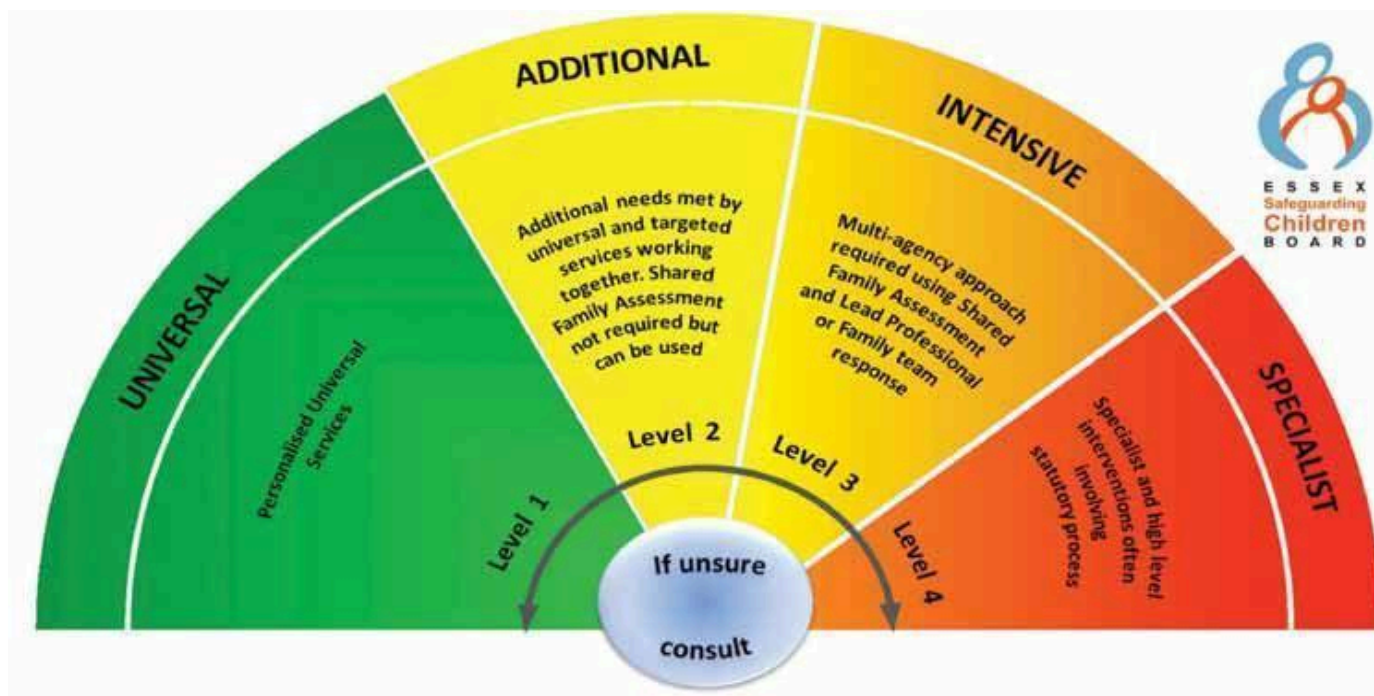 UNIVERSAL
Personalised Universal
Services
Level 1
ADDITIONAL
Additional needs met by
universal and targeted
services working
together. Shared
Family Assessment
not required but
can be used
Level 2
INTENSIVE
Multi-agency approach
required using Shared
Family Assessment
and Lead Professional
or Family team
response
Level 3
SPECIALIST
Specialist and high level
interventions often
involving
statutory process
Level 4
If unsure
consult
ESSEX
Safeguarding
Children
BOARD